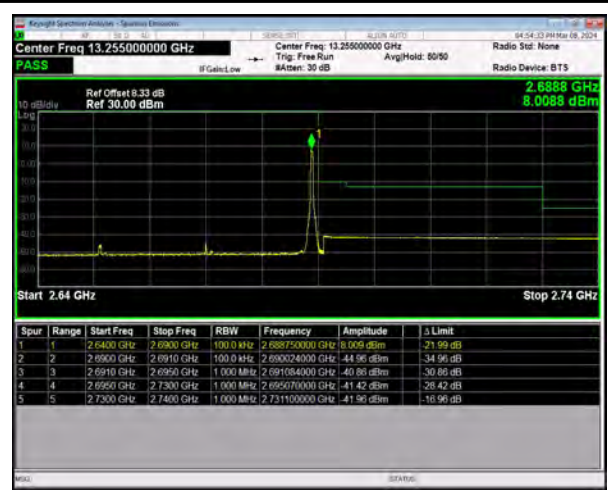 Keysight Spectrum Analyzer - Spurious Emissions
SENSE:INT ALIGN AUTO 04:54:33 PM Mar 08, 2024
Center Freq 13.255000000 GHz Center Freq: 13.255000000 GHz Radio Std: None
Trig: Free Run Avg|Hold: 50/50
PASS IFGain:Low #Atten: 30 dB Radio Device: BTS
Ref Offset 8.33 dB 2.6888 GHz
10 dB/div Ref 30.00 dBm 8.0088 dBm
Log
1
Start 2.64 GHz Stop 2.74 GHz
Spur Range Start Freq Stop Freq RBW Frequency Amplitude Δ Limit
1 1 2.6400 GHz 2.6900 GHz 100.0 kHz 2.688750000 GHz 8.009 dBm -21.99 dB
2 2 2.6900 GHz 2.6910 GHz 100.0 kHz 2.690024000 GHz -44.96 dBm -34.96 dB
3 3 2.6910 GHz 2.6950 GHz 1.000 MHz 2.691084000 GHz -40.86 dBm -30.86 dB
4 4 2.6950 GHz 2.7300 GHz 1.000 MHz 2.695070000 GHz -41.42 dBm -28.42 dB
5 5 2.7300 GHz 2.7400 GHz 1.000 MHz 2.731100000 GHz -41.96 dBm -16.96 dB
MSG STATUS